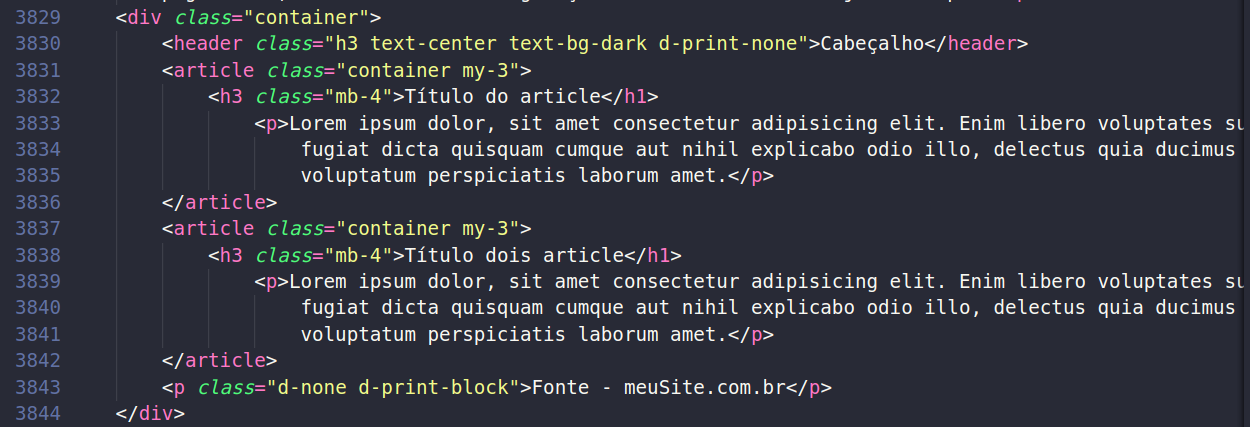 3829 <div class="container">
3830 <header class="h3 text-center text-bg-dark d-print-none">Cabeçalho</header>
3831 <article class="container my-3">
3832 <h3 class="mb-4">Título do article</h1>
3833 <p>Lorem ipsum dolor, sit amet consectetur adipisicing elit. Enim libero voluptates
3834 fugiat dicta quisquam cumque aut nihil explicabo odio illo, delectus quia ducimus
3835 voluptatum perspiciatis laborum amet.</p>
3836 </article>
3837 <article class="container my-3">
3838 <h3 class="mb-4">Título dois article</h1>
3839 <p>Lorem ipsum dolor, sit amet consectetur adipisicing elit. Enim libero voluptates
3840 fugiat dicta quisquam cumque aut nihil explicabo odio illo, delectus quia ducimus
3841 voluptatum perspiciatis laborum amet.</p>
3842 </article>
3843 <p class="d-none d-print-block">Fonte - meuSite.com.br</p>
3844 </div>